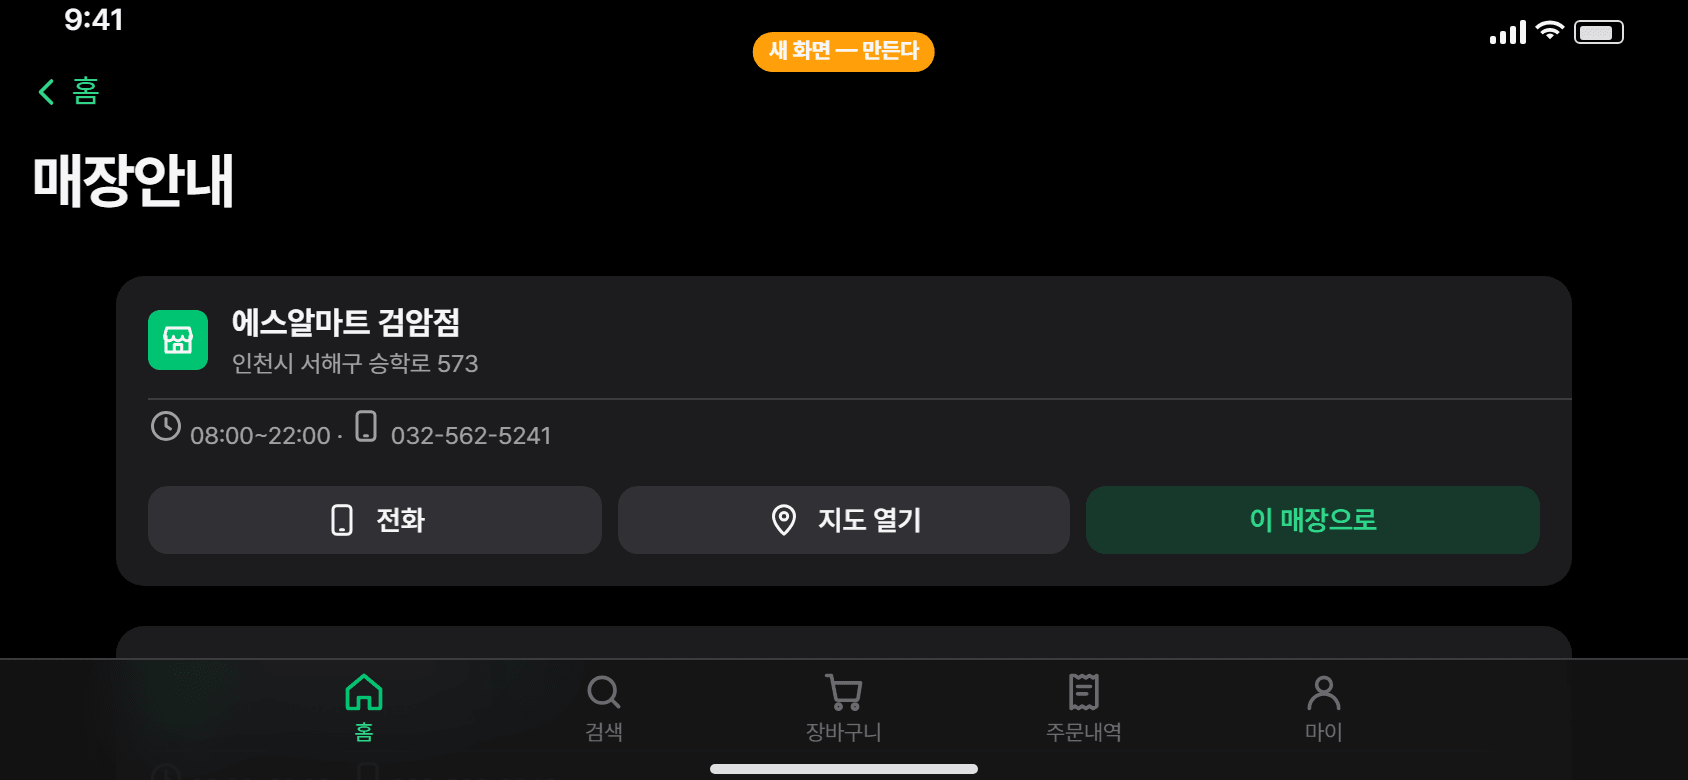 9:41
새 화면 — 만든다
홈
매장안내
에스알마트 검암점
인천시 서해구 승학로 573
08:00~22:00 · 032-562-5241
전화
지도 열기
이 매장으로
홈
검색
장바구니
주문내역
마이